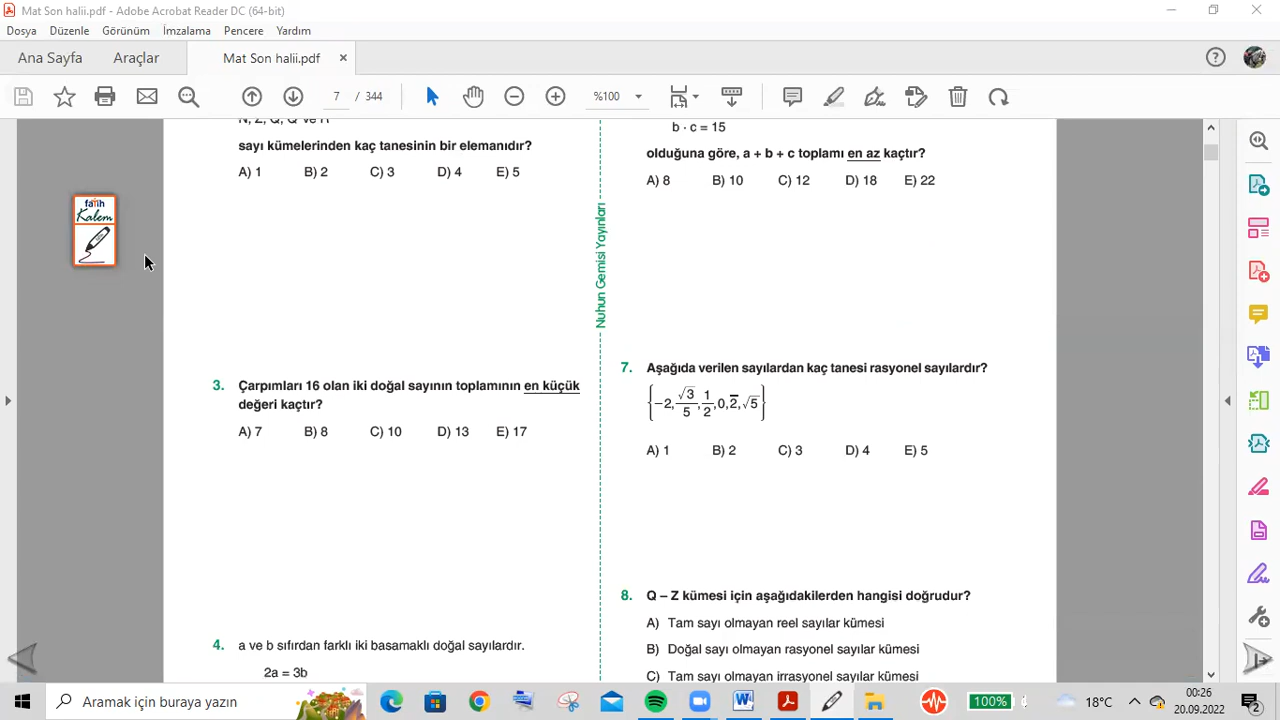 Mat Son halii.pdf - Adobe Acrobat Reader DC (64-bit)
Dosya Düzenle Görünüm İmzalama Pencere Yardım
Ana Sayfa Araçlar Mat Son halii.pdf
7 / 344 %100
N, Z, Q, Q' ve R
sayı kümelerinden kaç tanesinin bir elemanıdır?
A) 1 B) 2 C) 3 D) 4 E) 5
fatih
Kalem
3. Çarpımları 16 olan iki doğal sayının toplamının en küçük
değeri kaçtır?
A) 7 B) 8 C) 10 D) 13 E) 17
4. a ve b sıfırdan farklı iki basamaklı doğal sayılardır.
2a = 3b
Nuhun Gemisi Yayınları
b · c = 15
olduğuna göre, a + b + c toplamı en az kaçtır?
A) 8 B) 10 C) 12 D) 18 E) 22
7. Aşağıda verilen sayılardan kaç tanesi rasyonel sayılardır?
{−2, √3/5, 1/2, 0, 2̅, √5}
A) 1 B) 2 C) 3 D) 4 E) 5
8. Q – Z kümesi için aşağıdakilerden hangisi doğrudur?
A) Tam sayı olmayan reel sayılar kümesi
B) Doğal sayı olmayan rasyonel sayılar kümesi
C) Tam sayı olmayan irrasyonel sayılar kümesi
Aramak için buraya yazın
100% 18°C 00:26
20.09.2022 2